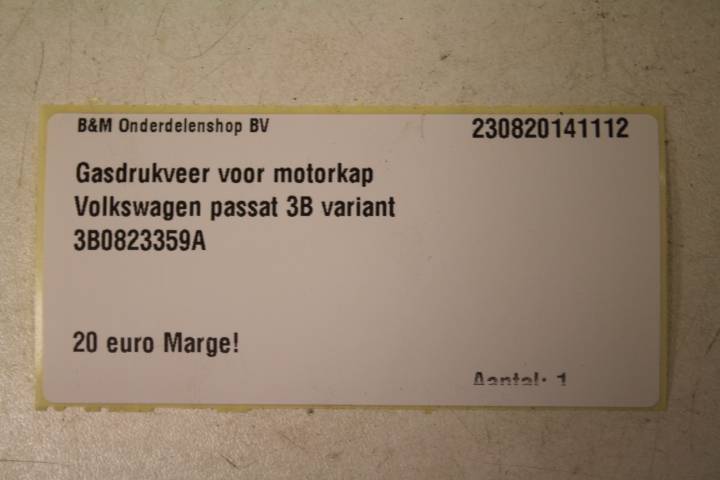 B&M Onderdelenshop BV
230820141112
Gasdrukveer voor motorkap
Volkswagen passat 3B variant
3B0823359A
20 euro Marge!
Aantal: 1